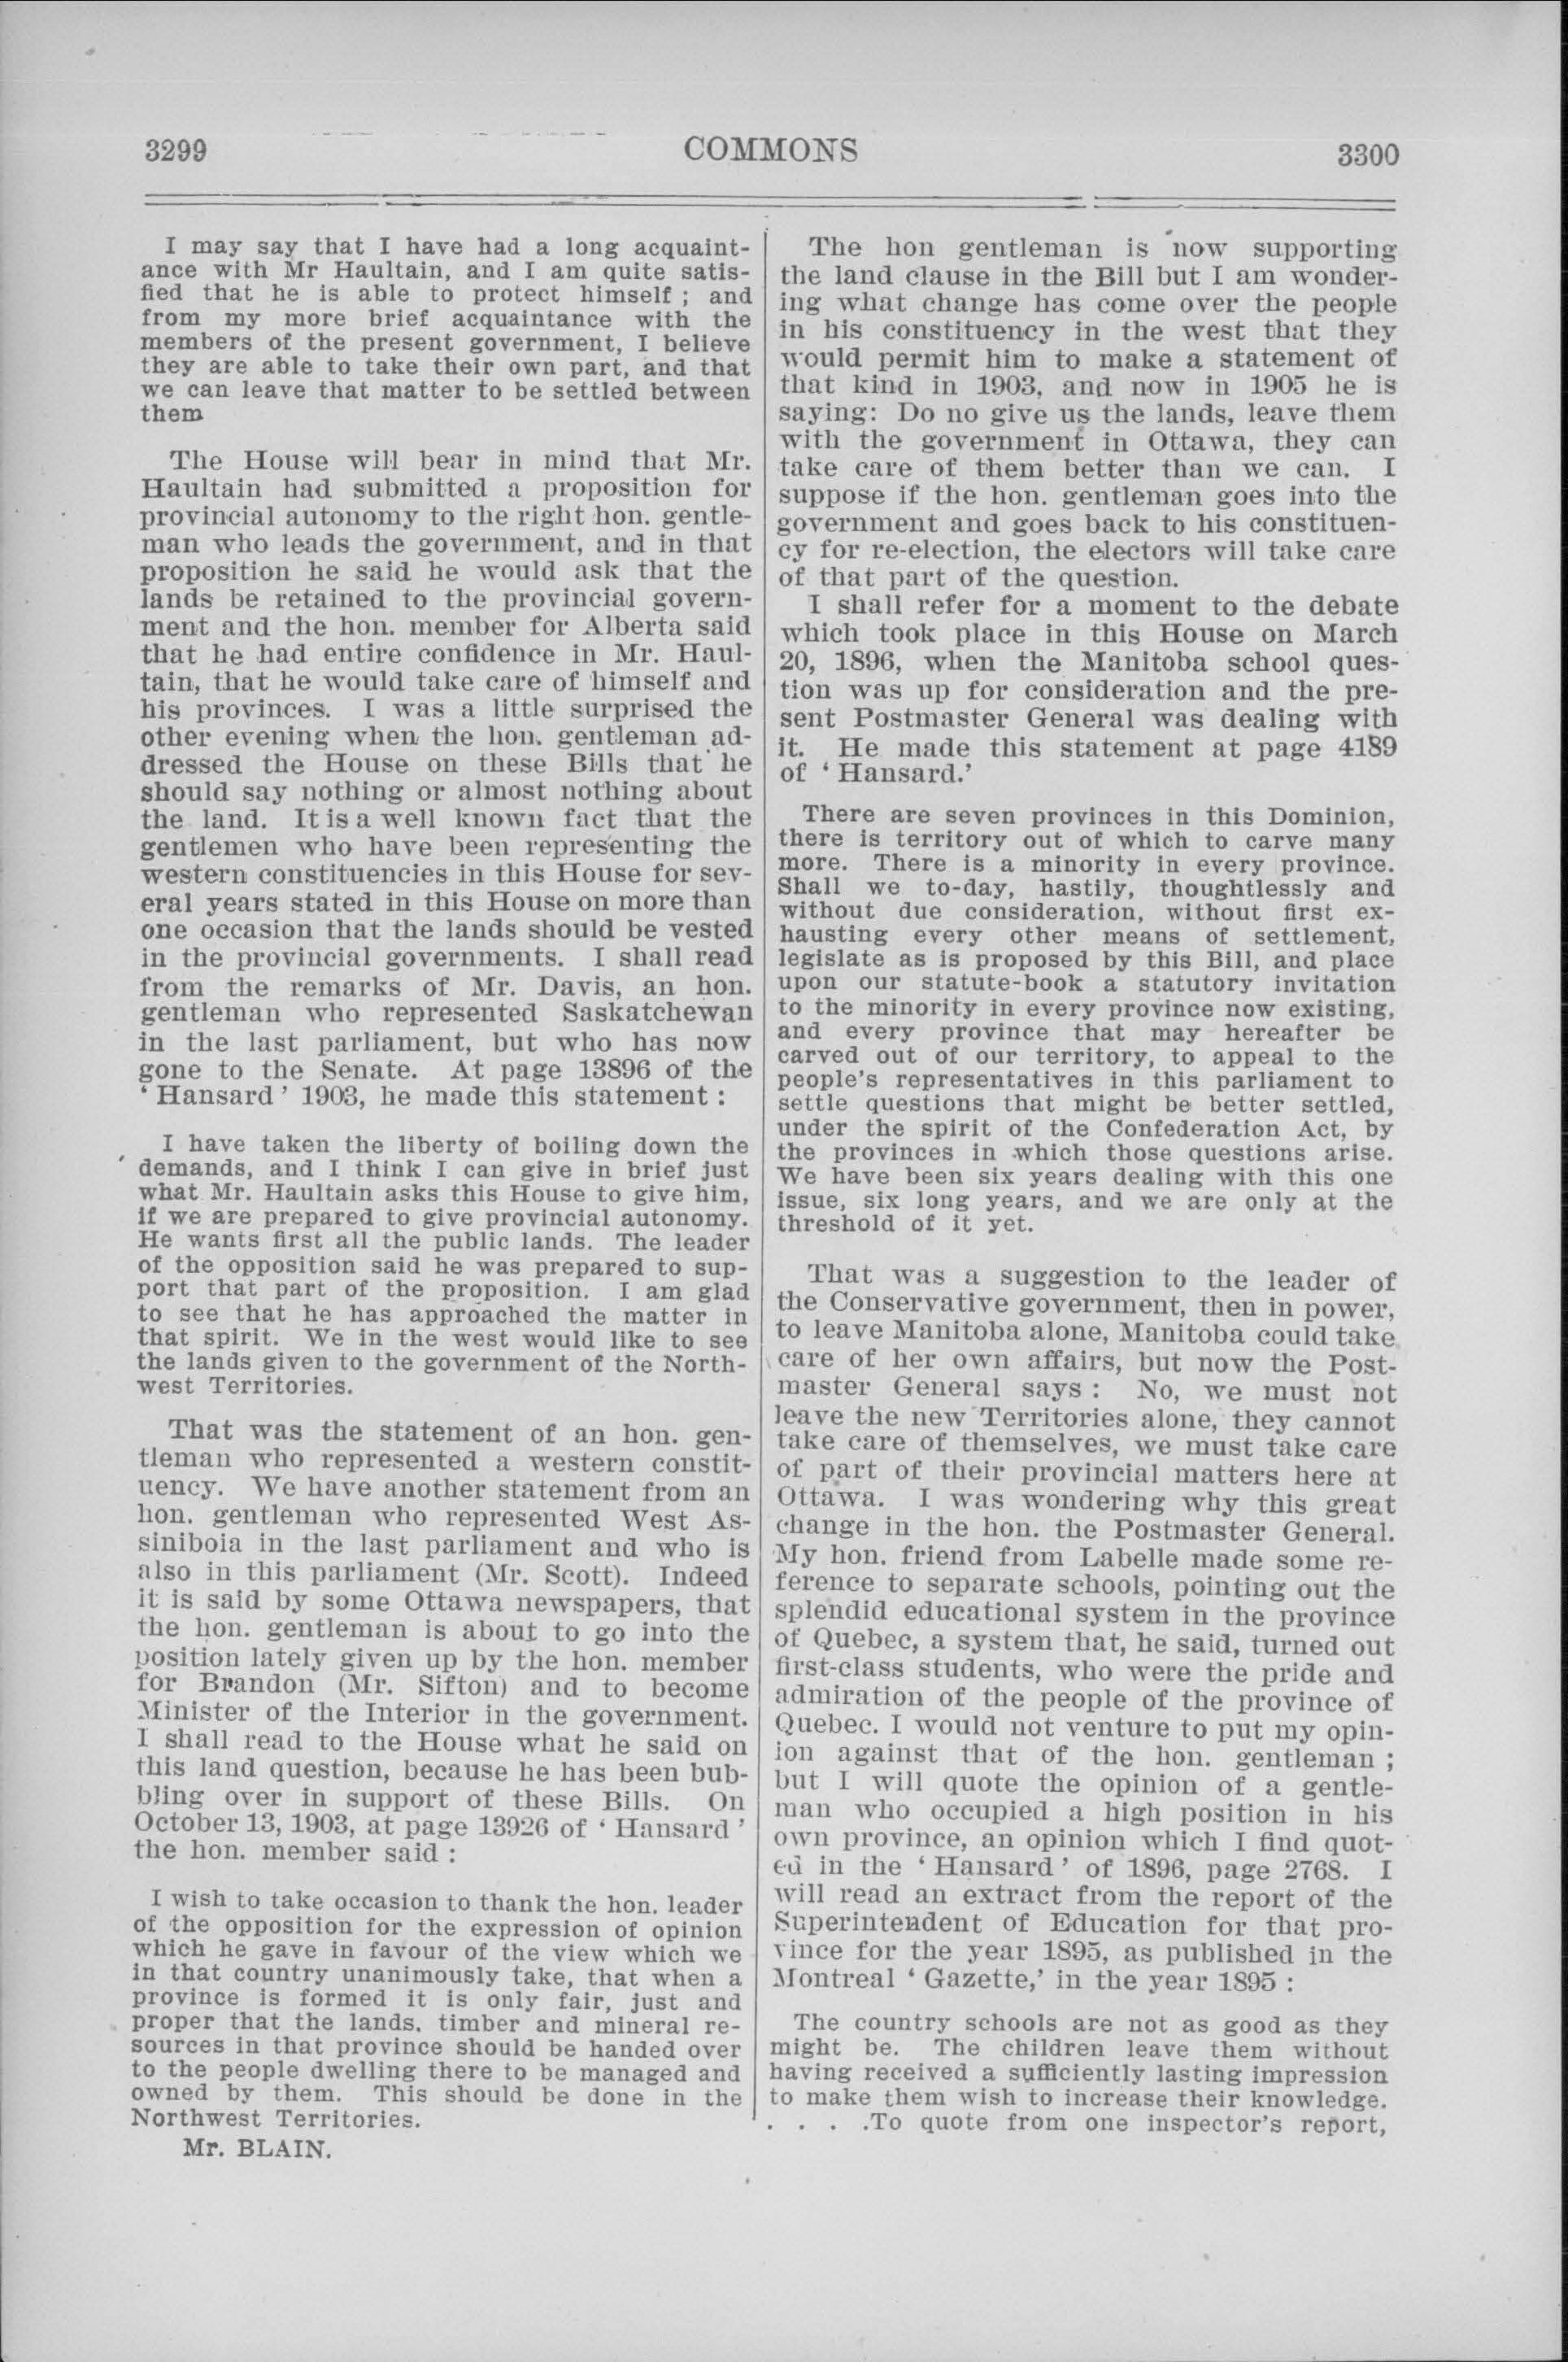 3299
COMMONS
3300
I may say that I have had a long acquaint-
ance with Mr Haultain, and I am quite satis-
fied that he is able to protect himself ; and
from my more brief acquaintance with the
members of the present government, I believe
they are able to take their own part, and that
we can leave that matter to be settled between
them
The House will bear in mind that Mr.
Haultain had submitted a proposition for
provincial autonomy to the right hon. gentle-
man who leads the government, and in that
proposition he said he would ask that the
lands be retained to the provincial govern-
ment and the hon. member for Alberta said
that he had entire confidence in Mr. Haul-
tain, that he would take care of himself and
his provinces. I was a little surprised the
other evening when the hon. gentleman ad-
dressed the House on these Bills that he
should say nothing or almost nothing about
the land. It is a well known fact that the
gentlemen who have been representing the
western constituencies in this House for sev-
eral years stated in this House on more than
one occasion that the lands should be vested
in the provincial governments. I shall read
from the remarks of Mr. Davis, an hon.
gentleman who represented Saskatchewan
in the last parliament, but who has now
gone to the Senate. At page 13896 of the
‘ Hansard ’ 1903, he made this statement :
I have taken the liberty of boiling down the
demands, and I think I can give in brief just
what Mr. Haultain asks this House to give him,
if we are prepared to give provincial autonomy.
He wants first all the public lands. The leader
of the opposition said he was prepared to sup-
port that part of the proposition. I am glad
to see that he has approached the matter in
that spirit. We in the west would like to see
the lands given to the government of the North-
west Territories.
That was the statement of an hon. gen-
tleman who represented a western constit-
uency. We have another statement from an
hon. gentleman who represented West As-
siniboia in the last parliament and who is
also in this parliament (Mr. Scott). Indeed
it is said by some Ottawa newspapers, that
the hon. gentleman is about to go into the
position lately given up by the hon. member
for Brandon (Mr. Sifton) and to become
Minister of the Interior in the government.
I shall read to the House what he said on
this land question, because he has been bub-
bling over in support of these Bills. On
October 13, 1903, at page 13926 of ‘ Hansard ’
the hon. member said :
I wish to take occasion to thank the hon. leader
of the opposition for the expression of opinion
which he gave in favour of the view which we
in that country unanimously take, that when a
province is formed it is only fair, just and
proper that the lands, timber and mineral re-
sources in that province should be handed over
to the people dwelling there to be managed and
owned by them. This should be done in the
Northwest Territories.
Mr. BLAIN.
The hon gentleman is now supporting
the land clause in the Bill but I am wonder-
ing what change has come over the people
in his constituency in the west that they
would permit him to make a statement of
that kind in 1903, and now in 1905 he is
saying: Do no give us the lands, leave them
with the government in Ottawa, they can
take care of them better than we can. I
suppose if the hon. gentleman goes into the
government and goes back to his constituen-
cy for re-election, the electors will take care
of that part of the question.
I shall refer for a moment to the debate
which took place in this House on March
20, 1896, when the Manitoba school ques-
tion was up for consideration and the pre-
sent Postmaster General was dealing with
it. He made this statement at page 4189
of ‘ Hansard.’
There are seven provinces in this Dominion,
there is territory out of which to carve many
more. There is a minority in every province.
Shall we to-day, hastily, thoughtlessly and
without due consideration, without first ex-
hausting every other means of settlement,
legislate as is proposed by this Bill, and place
upon our statute-book a statutory invitation
to the minority in every province now existing,
and every province that may hereafter be
carved out of our territory, to appeal to the
people's representatives in this parliament to
settle questions that might be better settled,
under the spirit of the Confederation Act, by
the provinces in which those questions arise.
We have been six years dealing with this one
issue, six long years, and we are only at the
threshold of it yet.
That was a suggestion to the leader of
the Conservative government, then in power,
to leave Manitoba alone, Manitoba could take
care of her own affairs, but now the Post-
master General says : No, we must not
leave the new Territories alone, they cannot
take care of themselves, we must take care
of part of their provincial matters here at
Ottawa. I was wondering why this great
change in the hon. the Postmaster General.
My hon. friend from Labelle made some re-
ference to separate schools, pointing out the
splendid educational system in the province
of Quebec, a system that, he said, turned out
first-class students, who were the pride and
admiration of the people of the province of
Quebec. I would not venture to put my opin-
ion against that of the hon. gentleman ;
but I will quote the opinion of a gentle-
man who occupied a high position in his
own province, an opinion which I find quot-
ed in the ‘ Hansard ’ of 1896, page 2768. I
will read an extract from the report of the
Superintendent of Education for that pro-
vince for the year 1895, as published in the
Montreal ‘ Gazette,’ in the year 1895 :
The country schools are not as good as they
might be. The children leave them without
having received a sufficiently lasting impression
to make them wish to increase their knowledge.
. . . .To quote from one inspector's report,